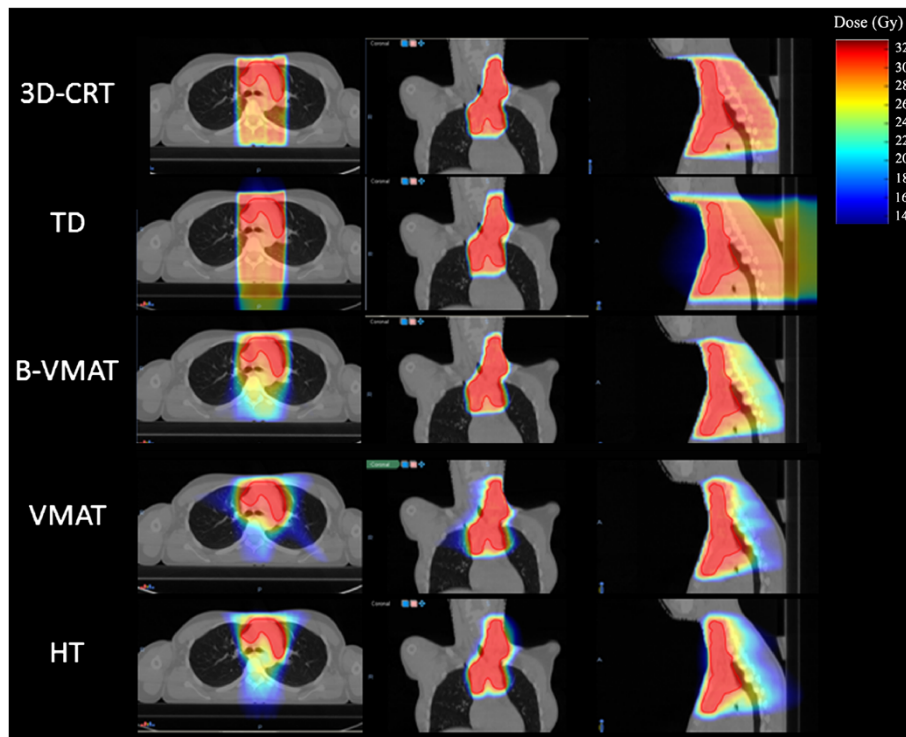 Dose (Gy)
3D-CRT
Coronal
32
30
28
26
24
22
20
18
16
14
TD
Coronal
B-VMAT
Coronal
VMAT
Coronal
HT
Coronal